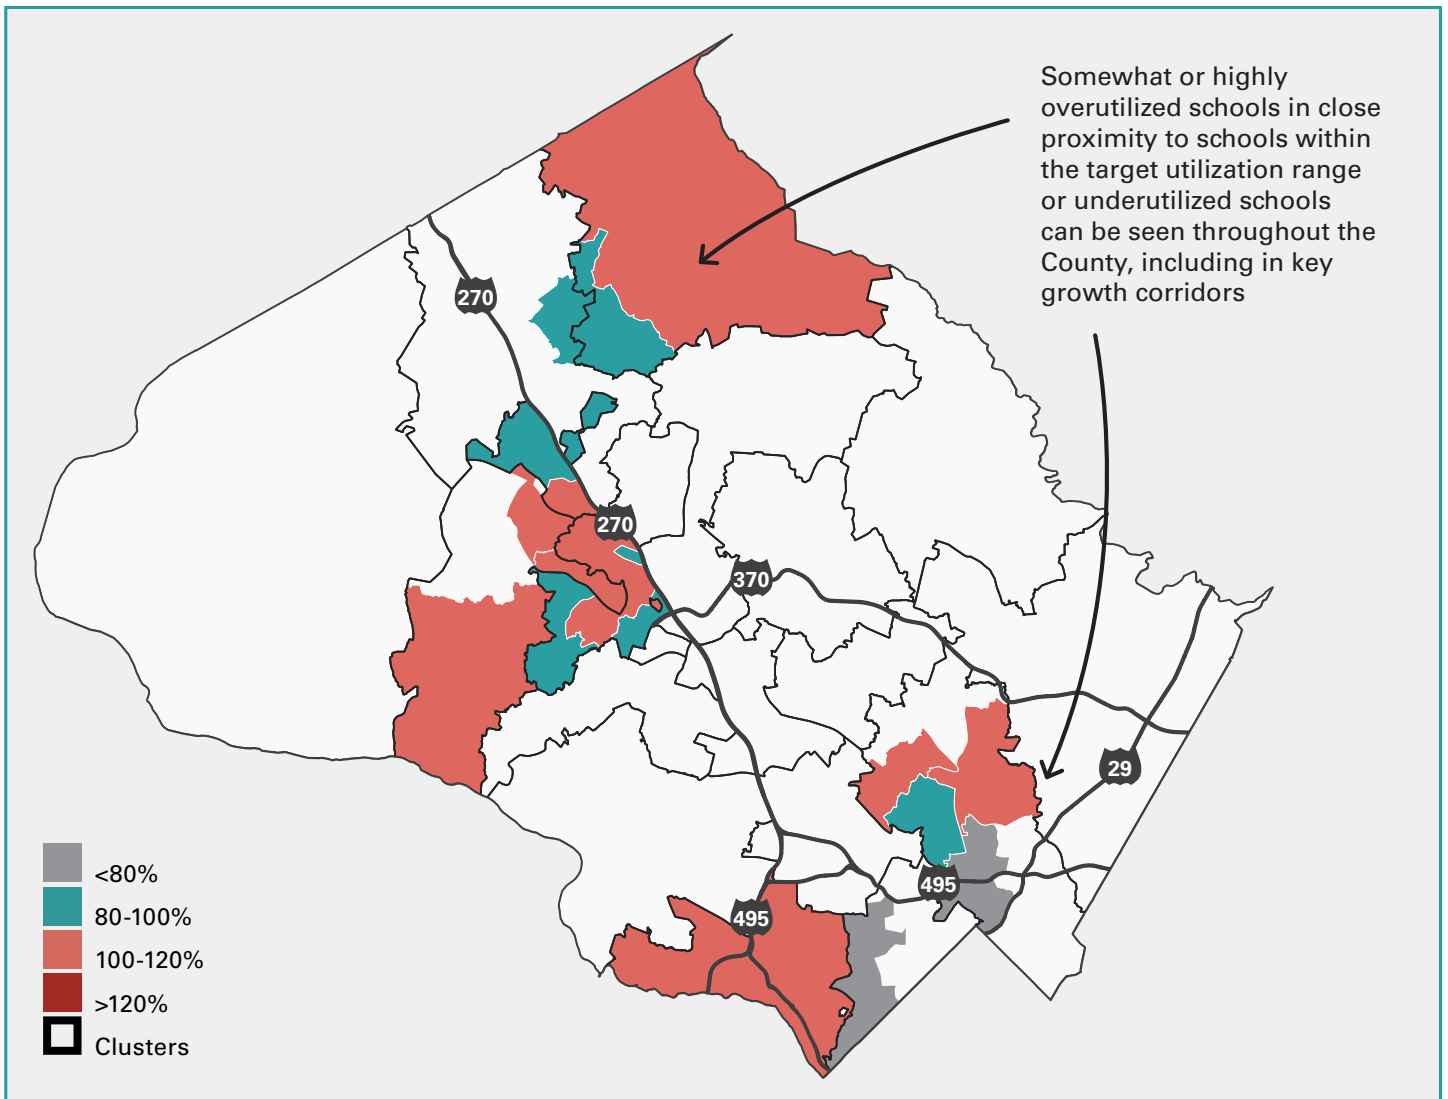 Somewhat or highly
overutilized schools in close
proximity to schools within
the target utilization range
or underutilized schools
can be seen throughout the
County, including in key
growth corridors
270
270
370
29
495
495
<80%
80-100%
100-120%
>120%
Clusters